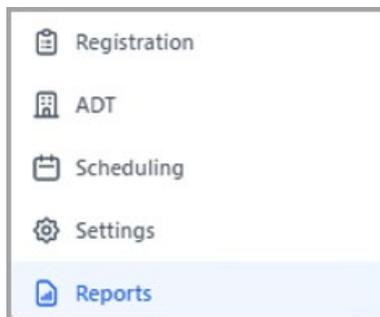 Registration
ADT
Scheduling
Settings
Reports